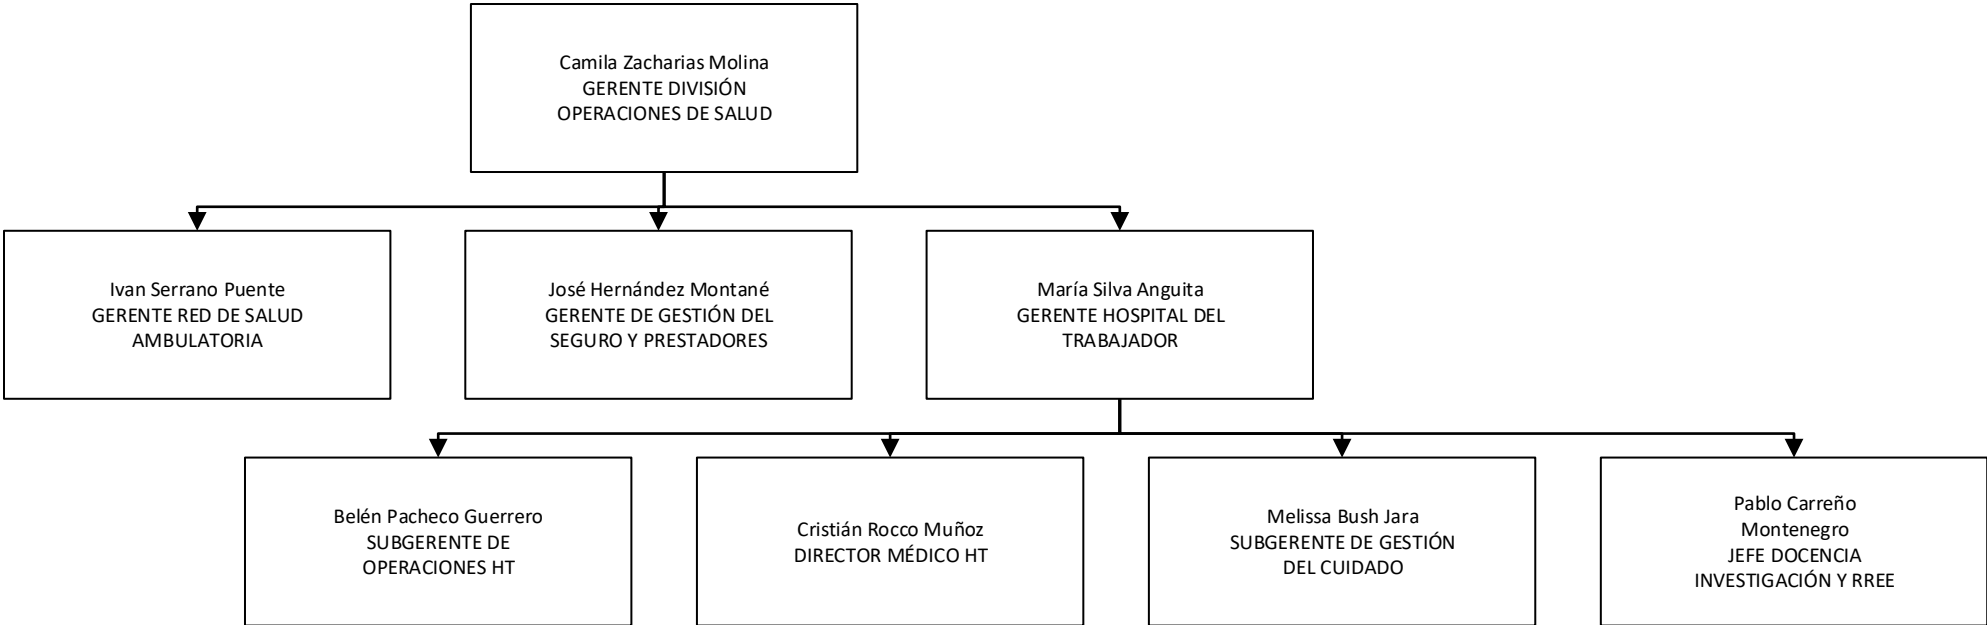 Camila Zacharias Molina
GERENTE DIVISIÓN
OPERACIONES DE SALUD
Ivan Serrano Puente
GERENTE RED DE SALUD
AMBULATORIA
José Hernández Montané
GERENTE DE GESTIÓN DEL
SEGURO Y PRESTADORES
María Silva Anguita
GERENTE HOSPITAL DEL
TRABAJADOR
Belén Pacheco Guerrero
SUBGERENTE DE
OPERACIONES HT
Cristián Rocco Muñoz
DIRECTOR MÉDICO HT
Melissa Bush Jara
SUBGERENTE DE GESTIÓN
DEL CUIDADO
Pablo Carreño
Montenegro
JEFE DOCENCIA
INVESTIGACIÓN Y RREE